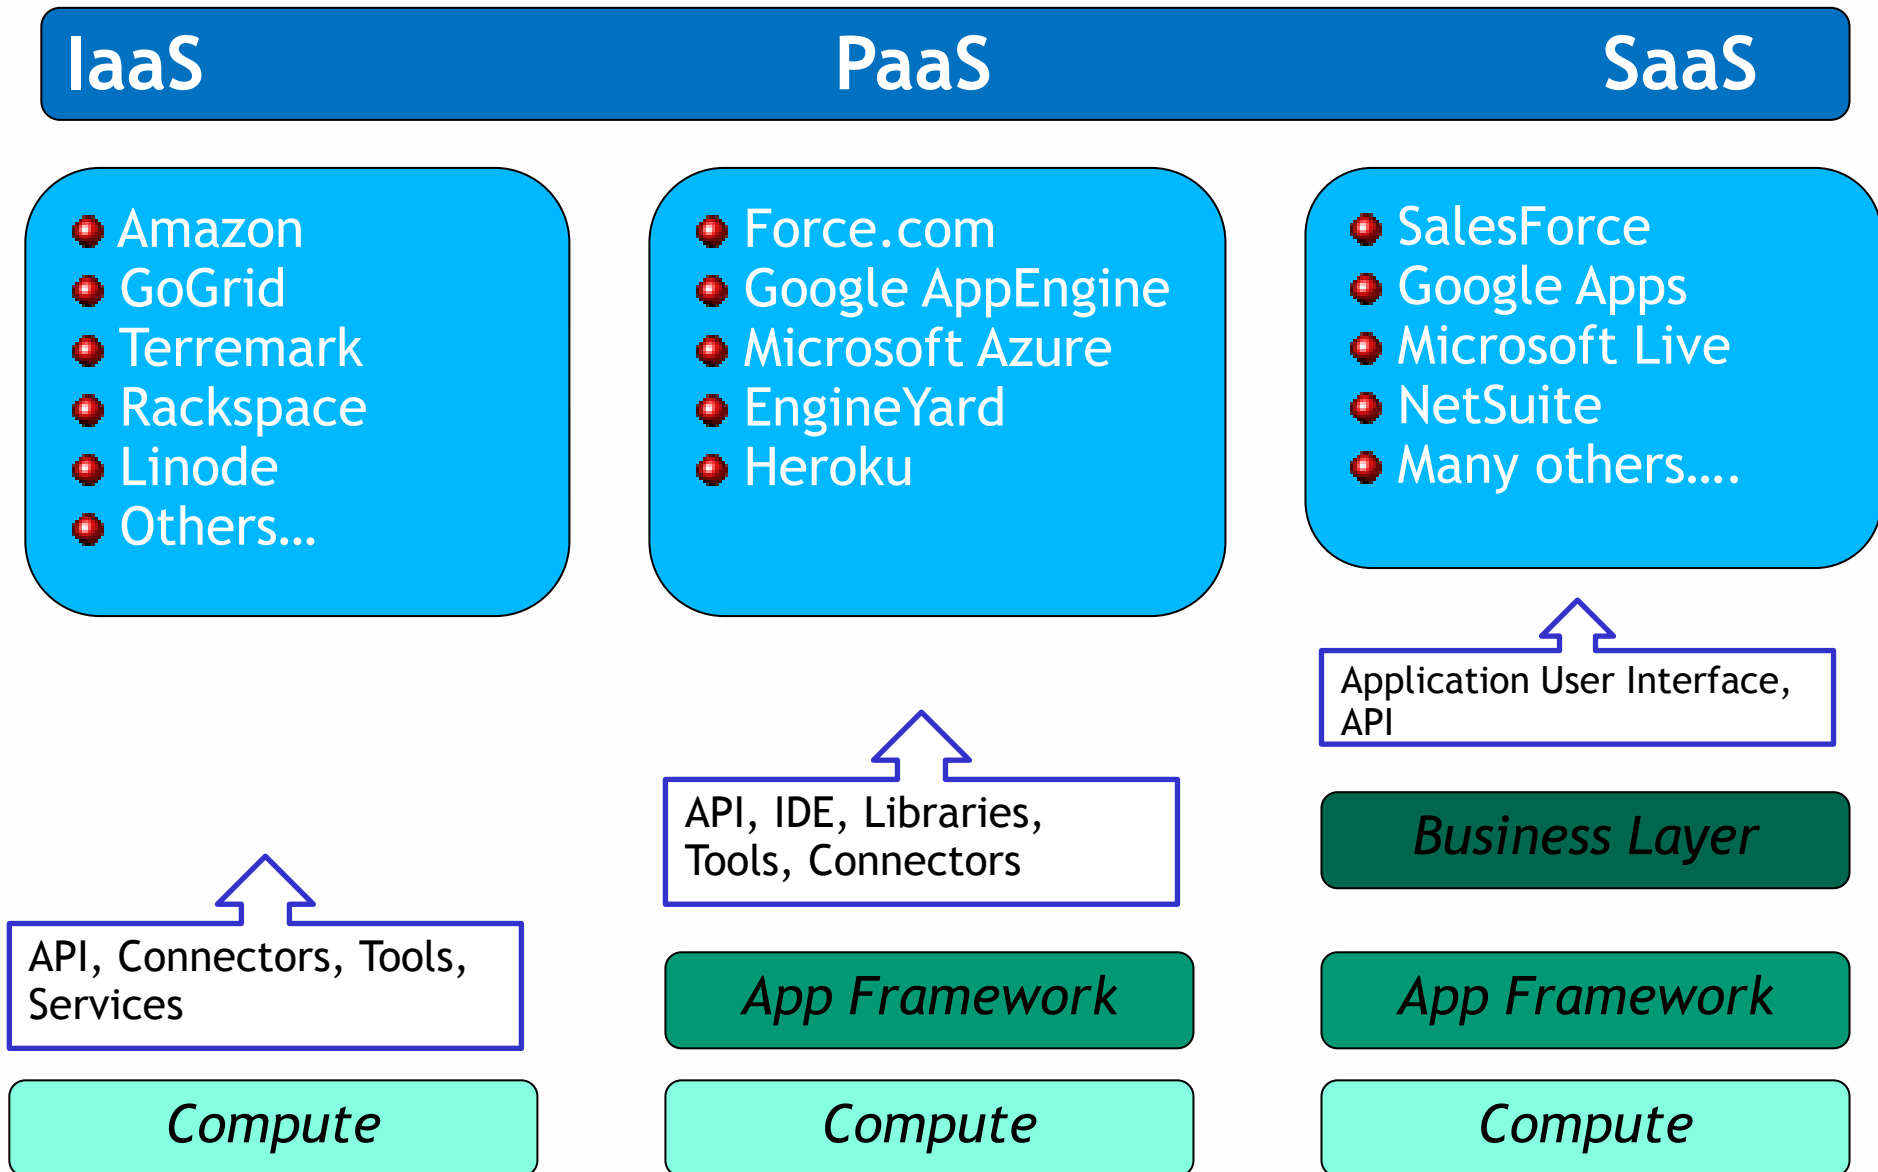 IaaS PaaS SaaS
Amazon
GoGrid
Terremark
Rackspace
Linode
Others…
Force.com
Google AppEngine
Microsoft Azure
EngineYard
Heroku
SalesForce
Google Apps
Microsoft Live
NetSuite
Many others….
API, Connectors, Tools,
Services
Compute
API, IDE, Libraries,
Tools, Connectors
App Framework
Compute
Application User Interface,
API
Business Layer
App Framework
Compute